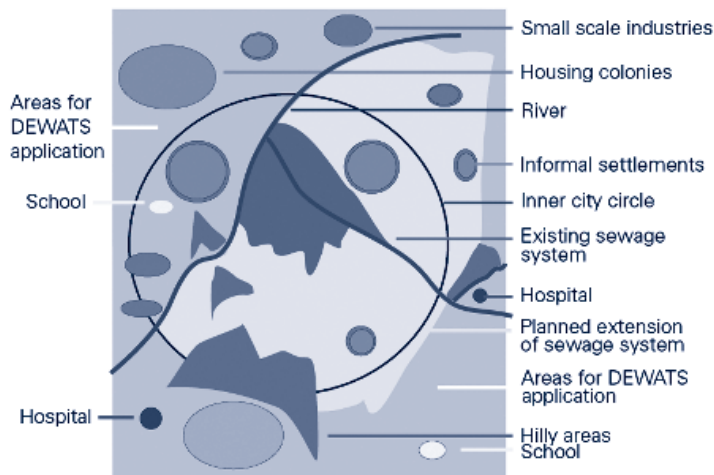 Small scale industries
Housing colonies
Areas for
DEWATS
application
River
Informal settlements
School
Inner city circle
Existing sewage
system
Hospital
Planned extension
of sewage system
Areas for DEWATS
application
Hospital
Hilly areas
School